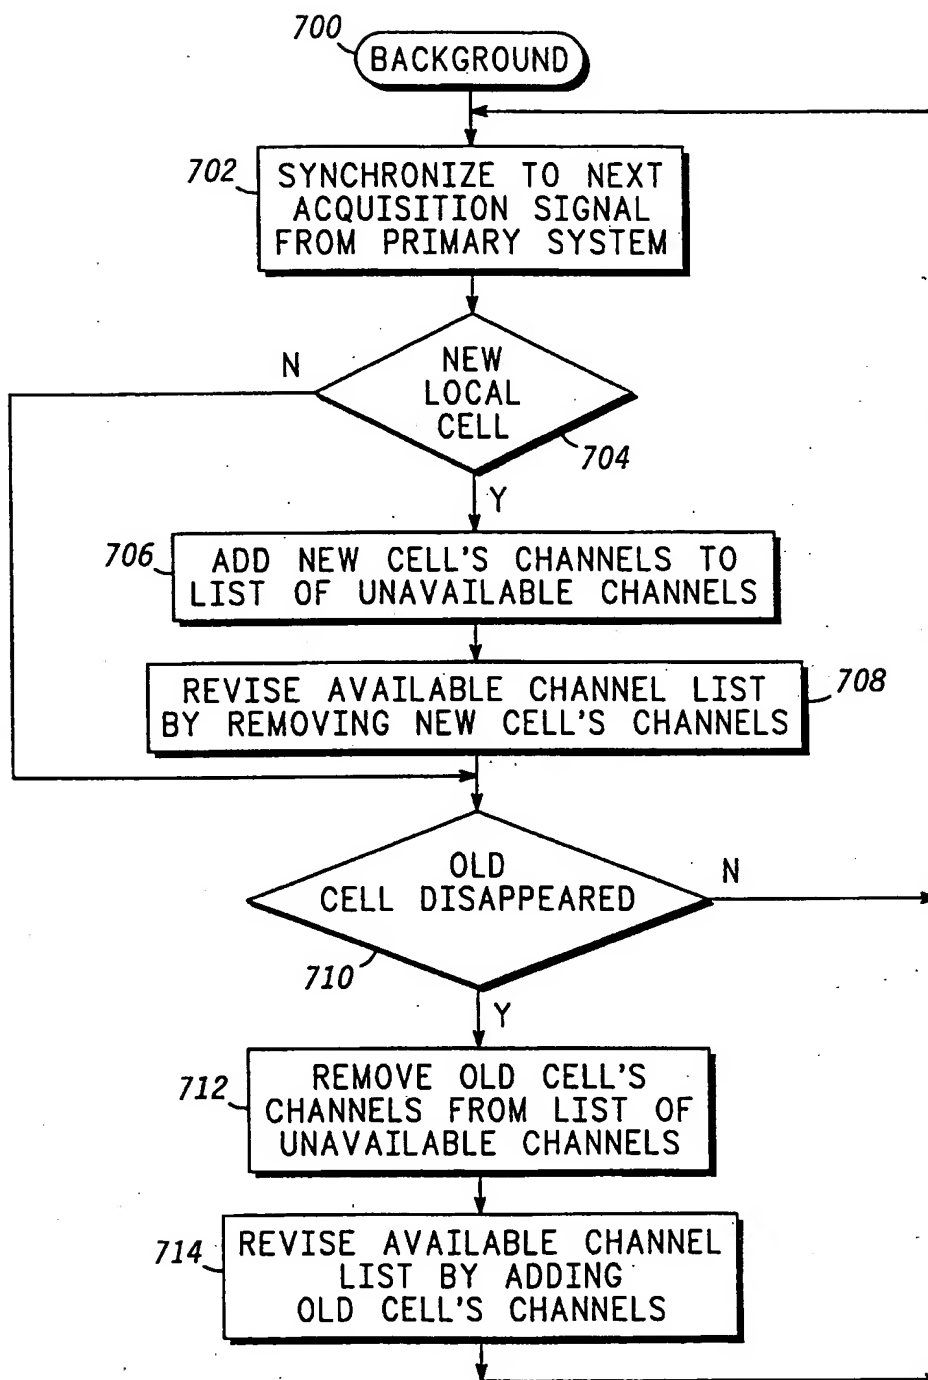 700
BACKGROUND
702
SYNCHRONIZE TO NEXT
ACQUISITION SIGNAL
FROM PRIMARY SYSTEM
N
NEW
LOCAL
CELL
704
Y
706
ADD NEW CELL'S CHANNELS TO
LIST OF UNAVAILABLE CHANNELS
REVISE AVAILABLE CHANNEL LIST
BY REMOVING NEW CELL'S CHANNELS
708
OLD
CELL DISAPPEARED
N
710
Y
712
REMOVE OLD CELL'S
CHANNELS FROM LIST OF
UNAVAILABLE CHANNELS
714
REVISE AVAILABLE CHANNEL
LIST BY ADDING
OLD CELL'S CHANNELS